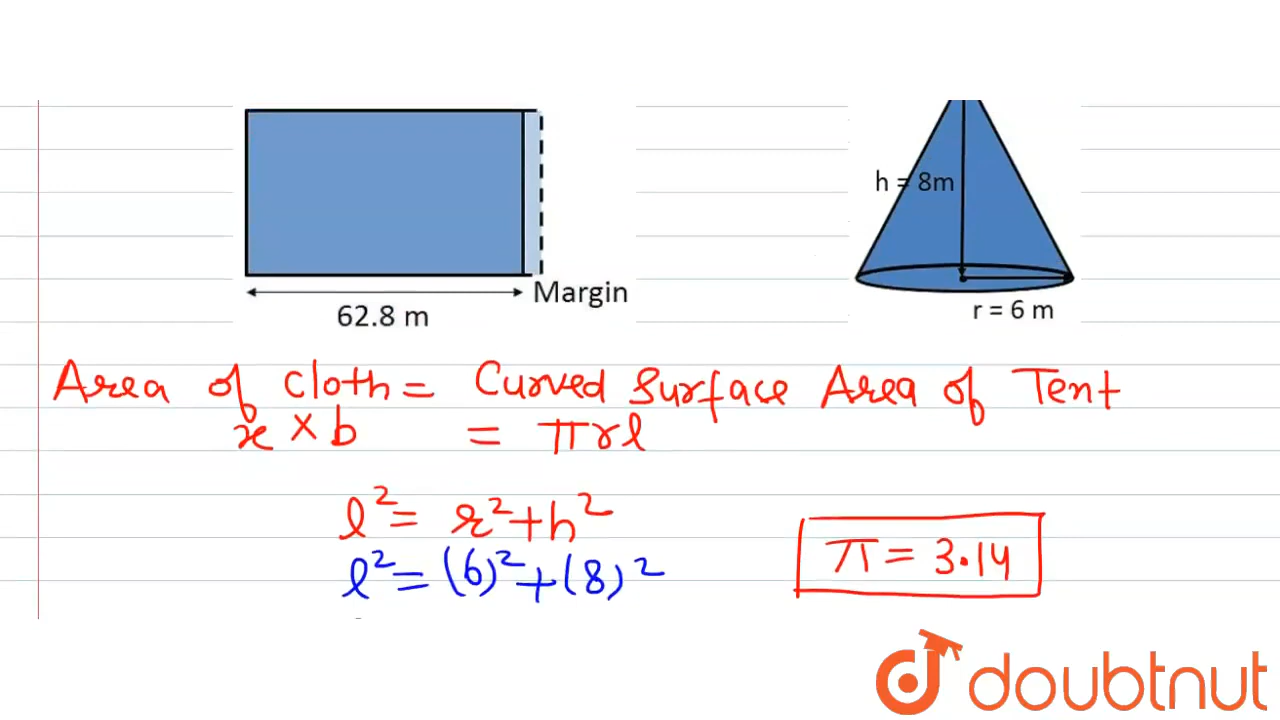 h = 8m
Margin
62.8 m
r = 6 m
Area of cloth = Curved Surface Area of Tent
x × b = πrl
l² = r² + h²
l² = (6)² + (8)²
π = 3.14
doubtnut